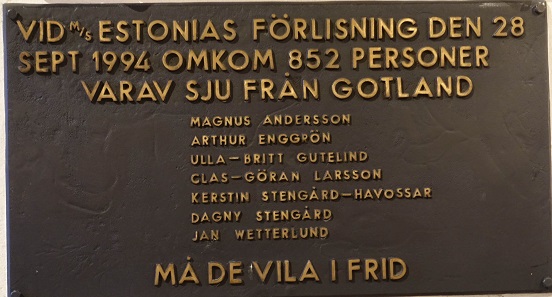 VID M/S ESTONIAS FÖRLISNING DEN 28
SEPT 1994 OMKOM 852 PERSONER
VARAV SJU FRÅN GOTLAND
MAGNUS ANDERSSON
ARTHUR ENGGRÖN
ULLA-BRITT GUTELIND
CLAS-GÖRAN LARSSON
KERSTIN STENGÅRD-HAVOSSAR
DAGNY STENGÅRD
JAN WETTERLUND
MÅ DE VILA I FRID